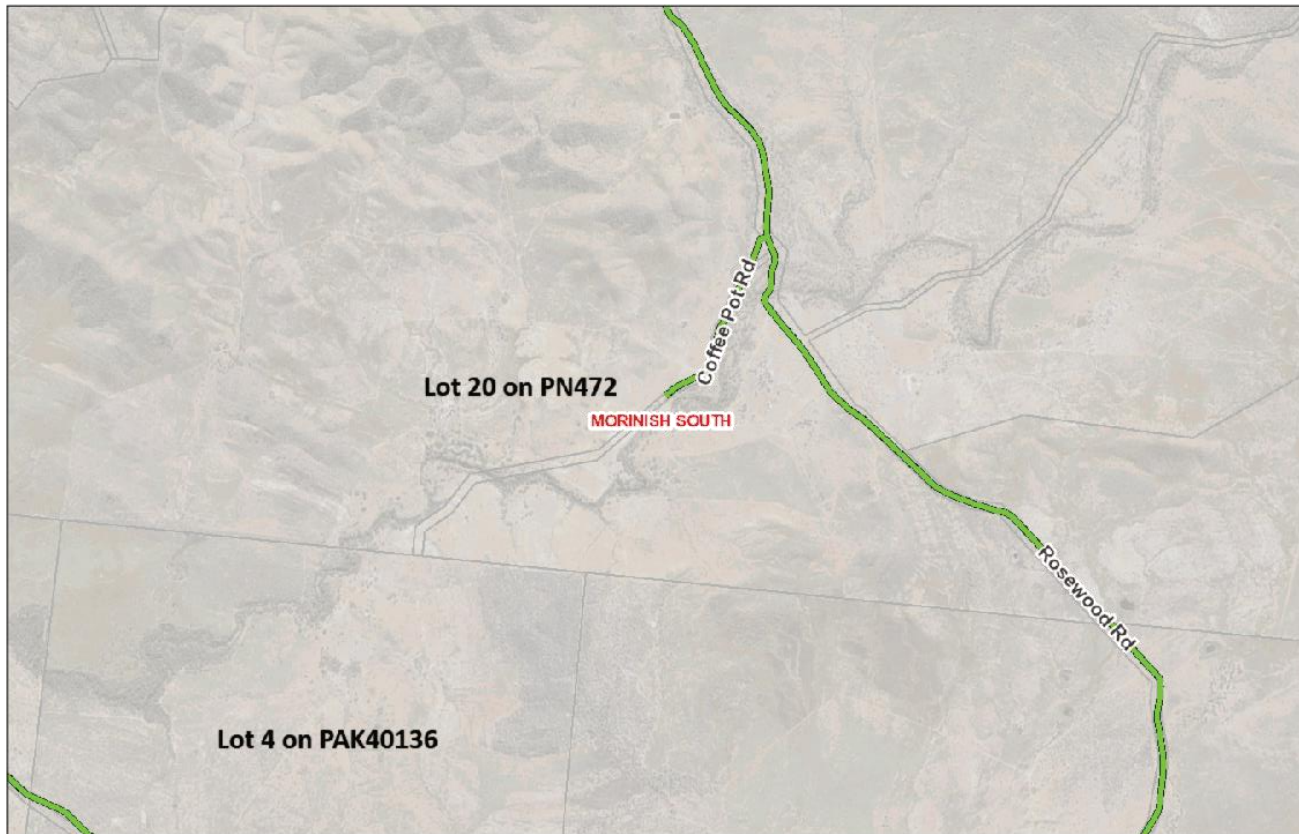 Coffee Pot Rd
Lot 20 on PN472
MORINISH SOUTH
Rosewood Rd
Lot 4 on PAK40136